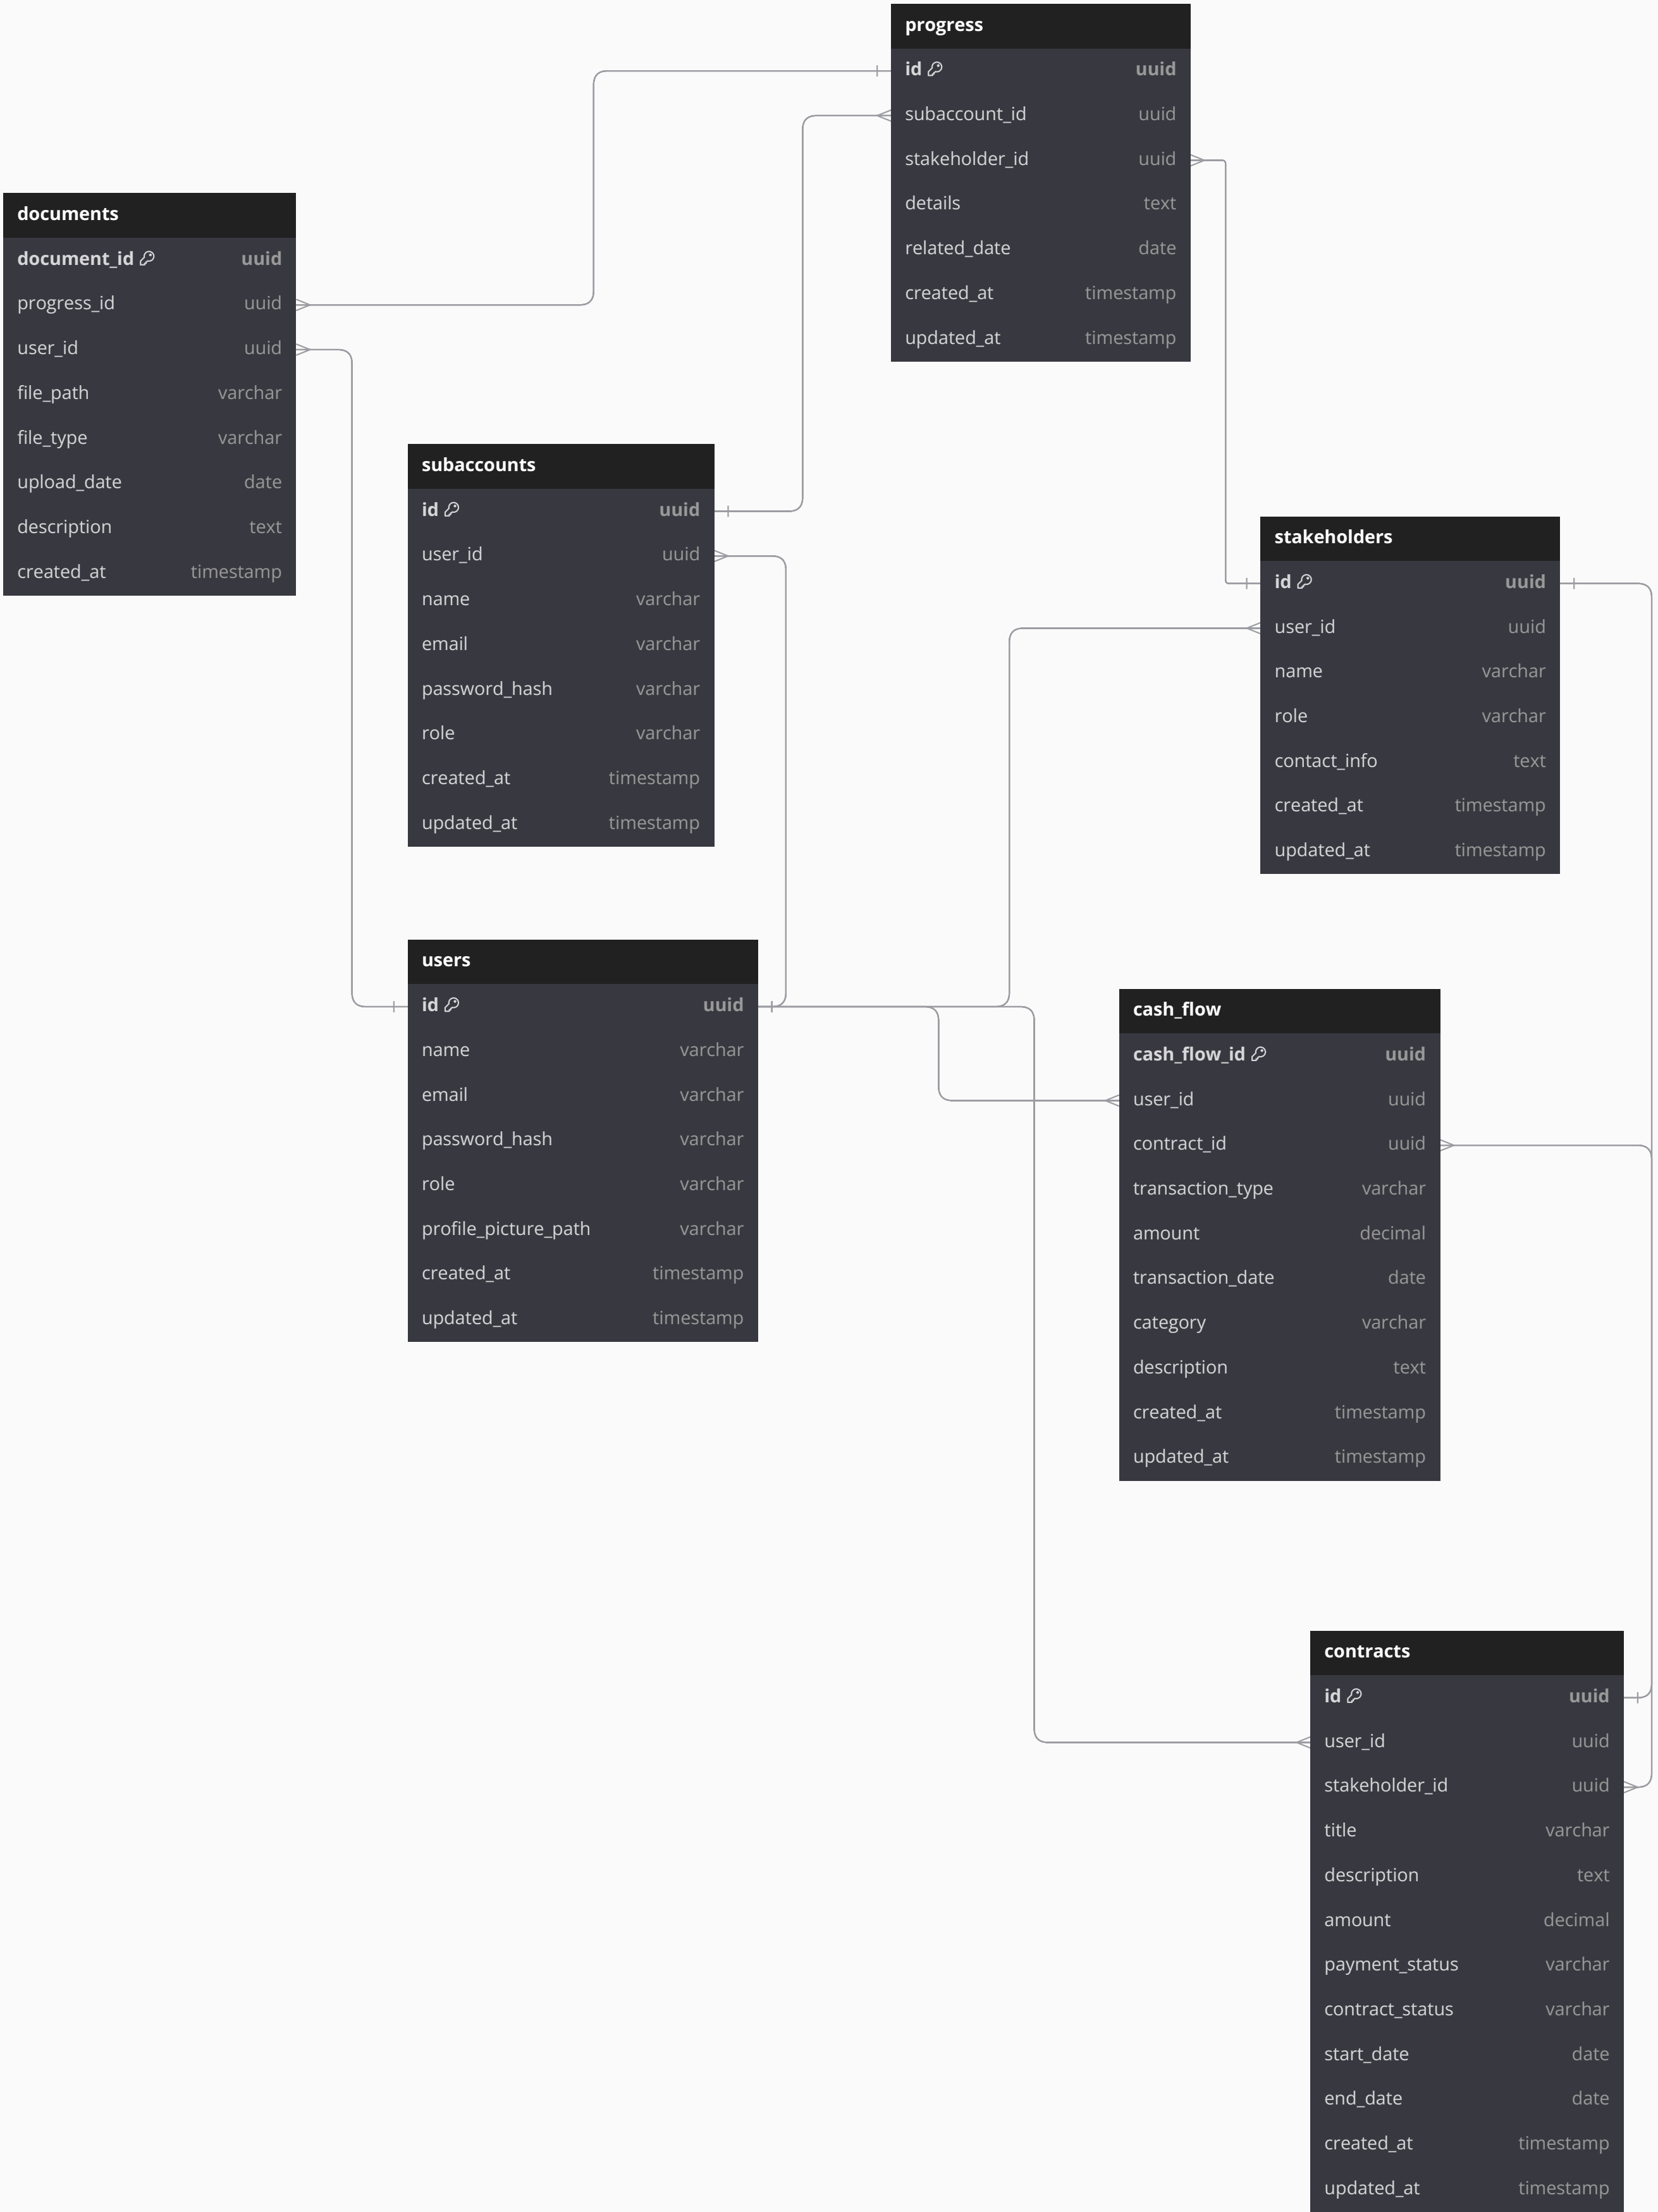 progress
id uuid
subaccount_id uuid
stakeholder_id uuid
details text
related_date date
created_at timestamp
updated_at timestamp
documents
document_id uuid
progress_id uuid
user_id uuid
file_path varchar
file_type varchar
upload_date date
description text
created_at timestamp
subaccounts
id uuid
user_id uuid
name varchar
email varchar
password_hash varchar
role varchar
created_at timestamp
updated_at timestamp
stakeholders
id uuid
user_id uuid
name varchar
role varchar
contact_info text
created_at timestamp
updated_at timestamp
users
id uuid
name varchar
email varchar
password_hash varchar
role varchar
profile_picture_path varchar
created_at timestamp
updated_at timestamp
cash_flow
cash_flow_id uuid
user_id uuid
contract_id uuid
transaction_type varchar
amount decimal
transaction_date date
category varchar
description text
created_at timestamp
updated_at timestamp
contracts
id uuid
user_id uuid
stakeholder_id uuid
title varchar
description text
amount decimal
payment_status varchar
contract_status varchar
start_date date
end_date date
created_at timestamp
updated_at timestamp